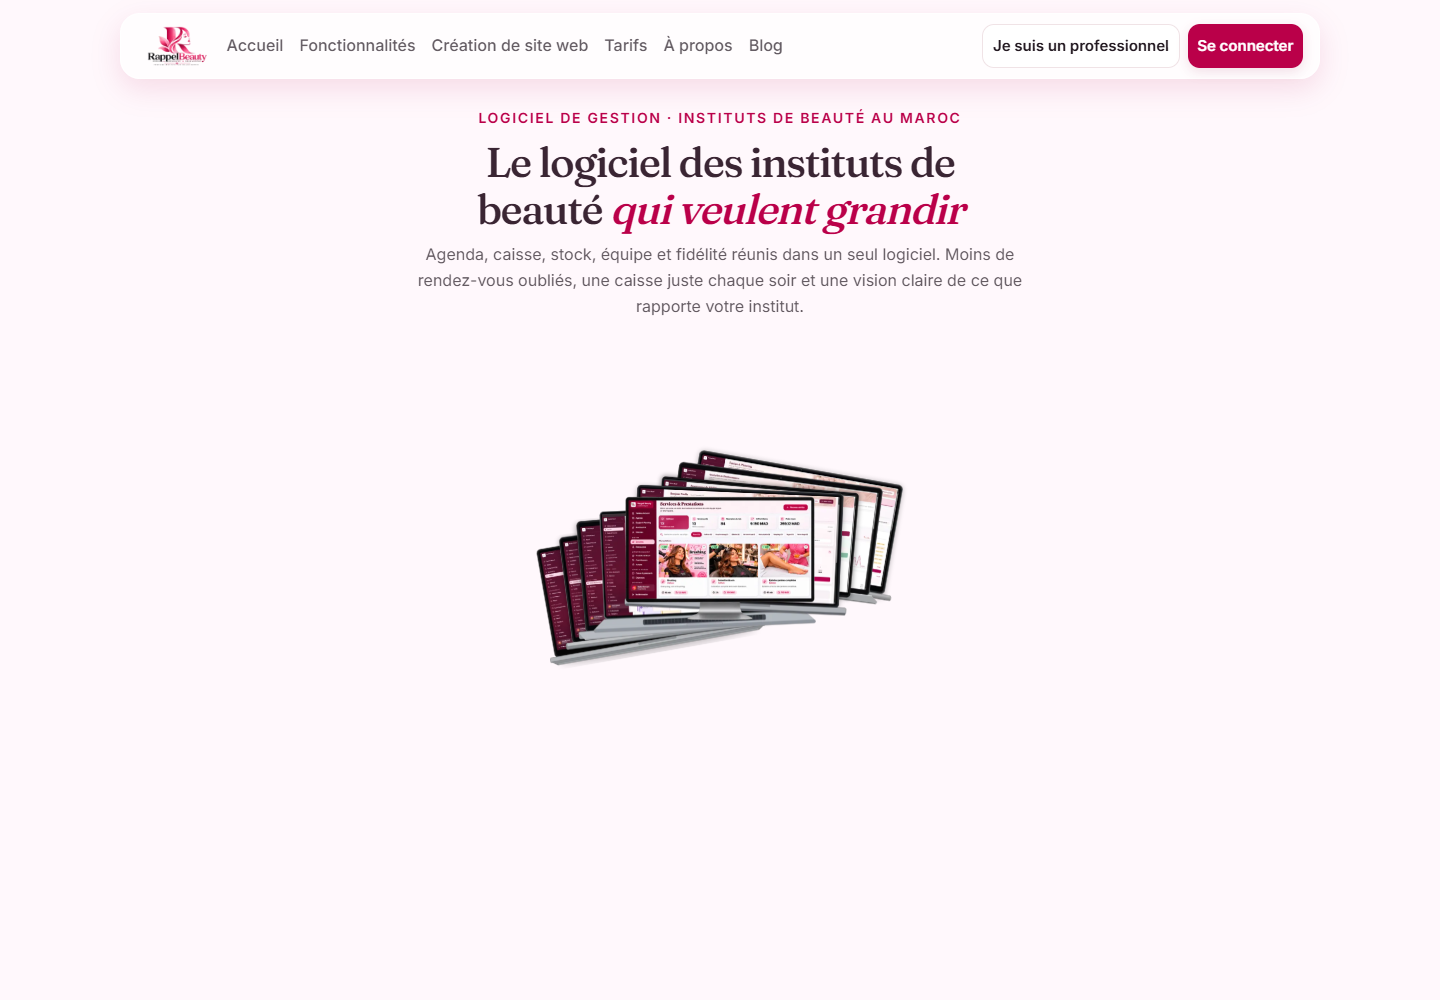 RappelBeauty
Accueil Fonctionnalités Création de site web Tarifs À propos Blog
Je suis un professionnel
Se connecter
LOGICIEL DE GESTION · INSTITUTS DE BEAUTÉ AU MAROC
Le logiciel des instituts de
beauté qui veulent grandir
Agenda, caisse, stock, équipe et fidélité réunis dans un seul logiciel. Moins de
rendez-vous oubliés, une caisse juste chaque soir et une vision claire de ce que
rapporte votre institut.
Services & Prestations